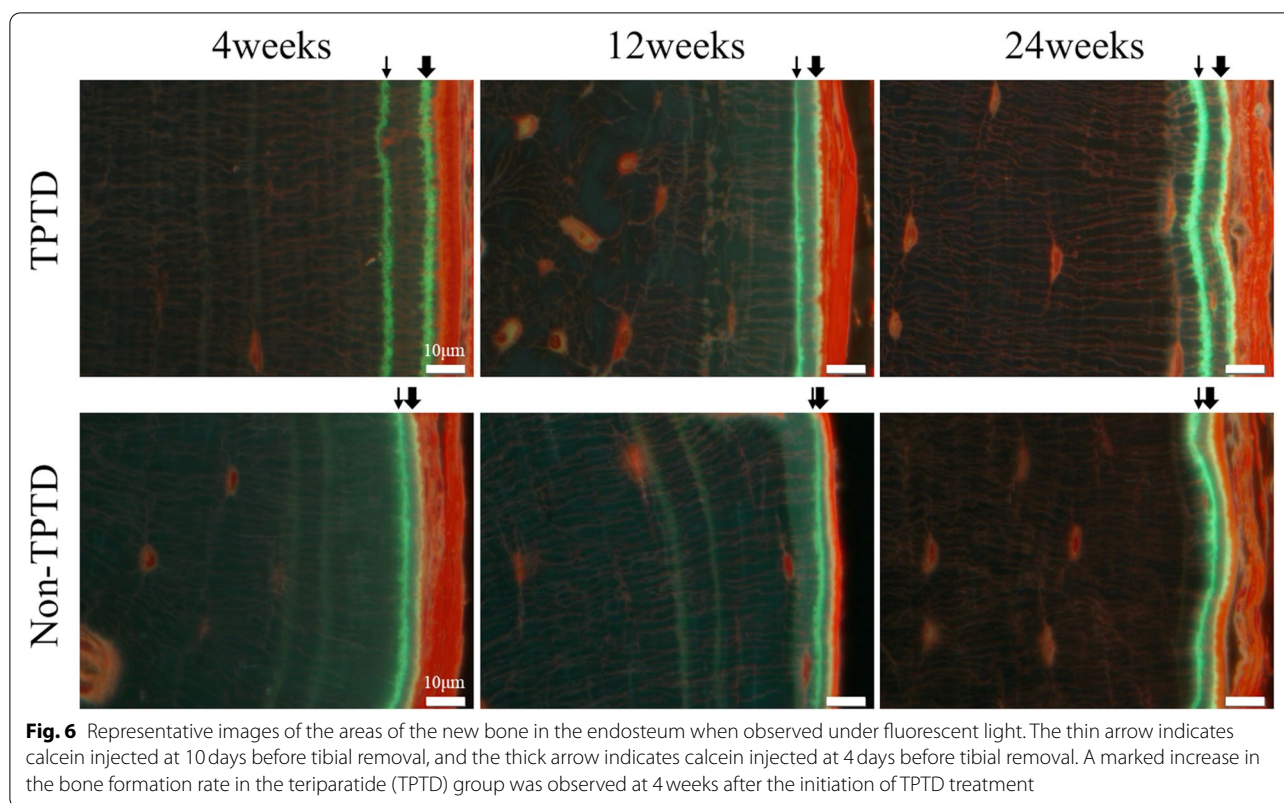 4weeks
12weeks
24weeks
TPTD
10μm
Non-TPTD
10μm
Fig. 6 Representative images of the areas of the new bone in the endosteum when observed under fluorescent light. The thin arrow indicates
calcein injected at 10 days before tibial removal, and the thick arrow indicates calcein injected at 4 days before tibial removal. A marked increase in
the bone formation rate in the teriparatide (TPTD) group was observed at 4 weeks after the initiation of TPTD treatment